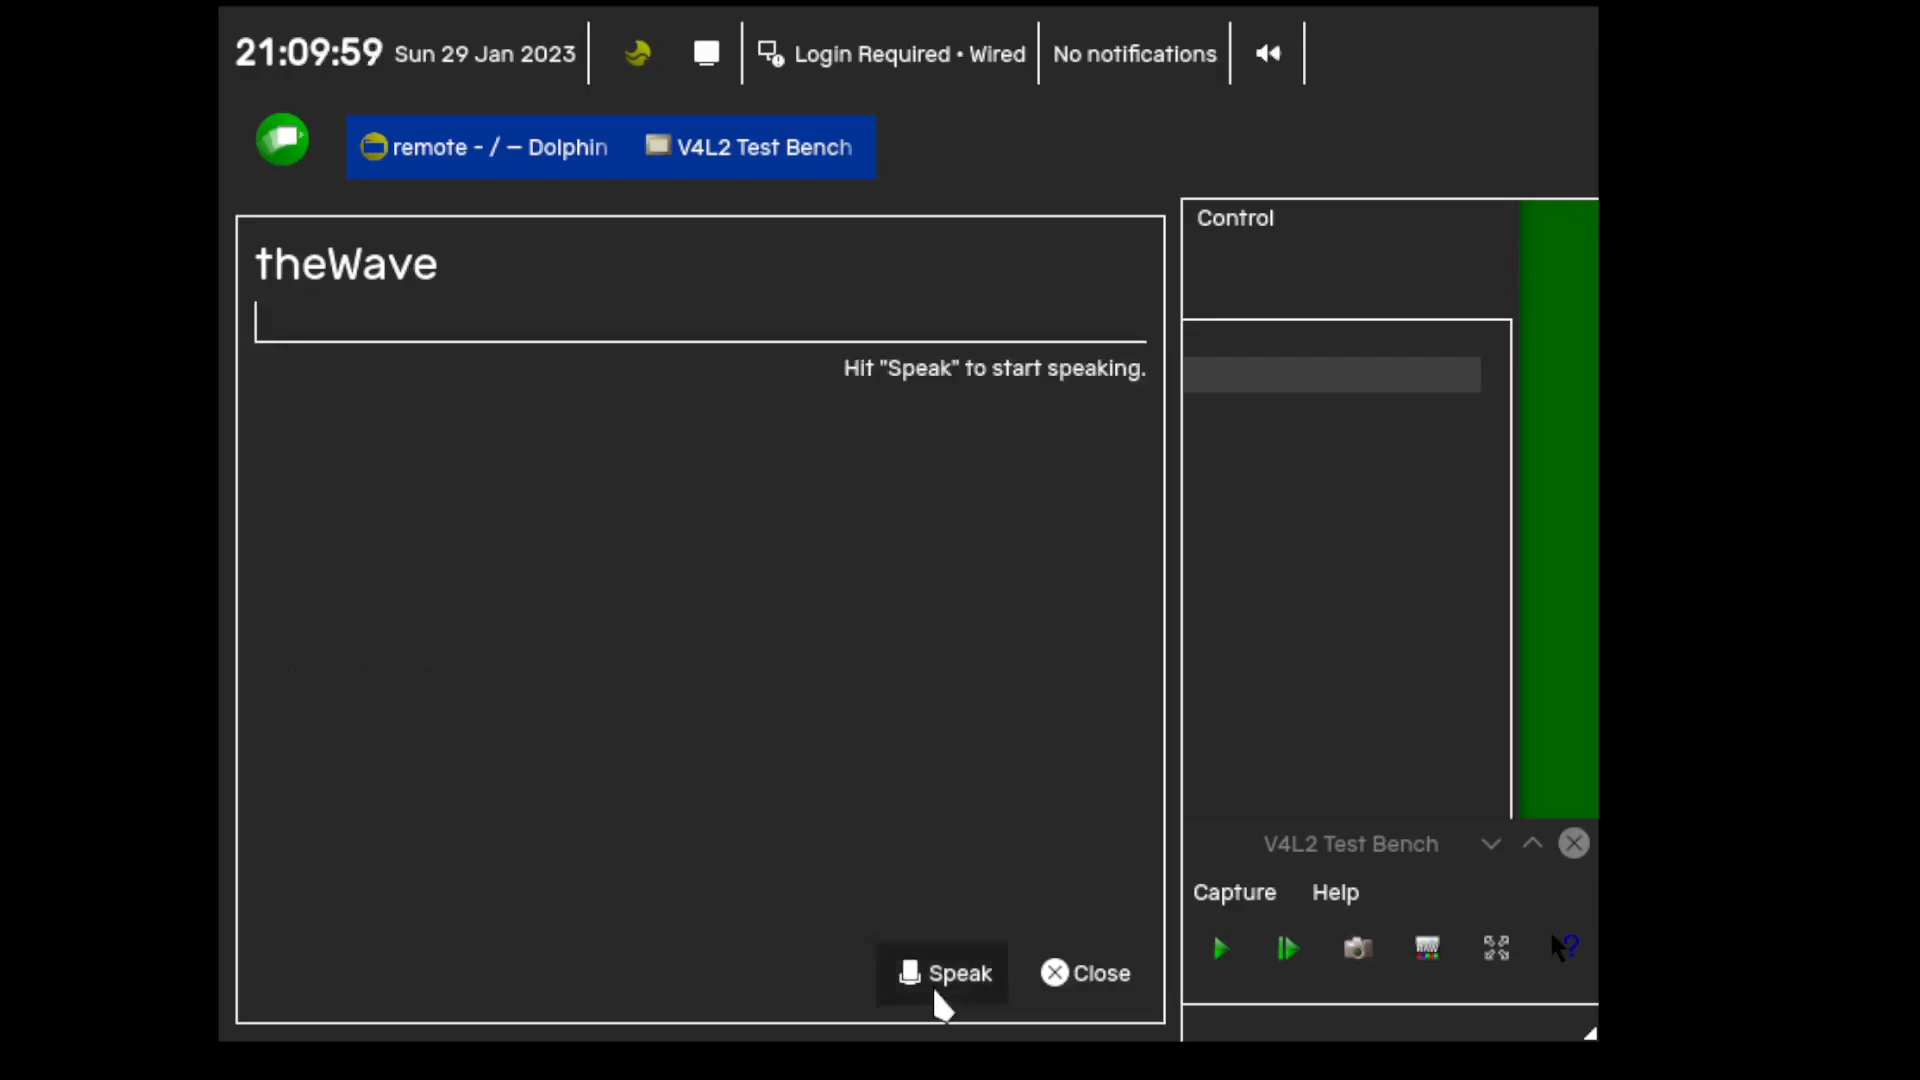 21:09:59 Sun 29 Jan 2023
Login Required • Wired
No notifications
remote - / — Dolphin
V4L2 Test Bench
theWave
Hit "Speak" to start speaking.
Speak
Close
Control
V4L2 Test Bench
Capture
Help
RAW
?